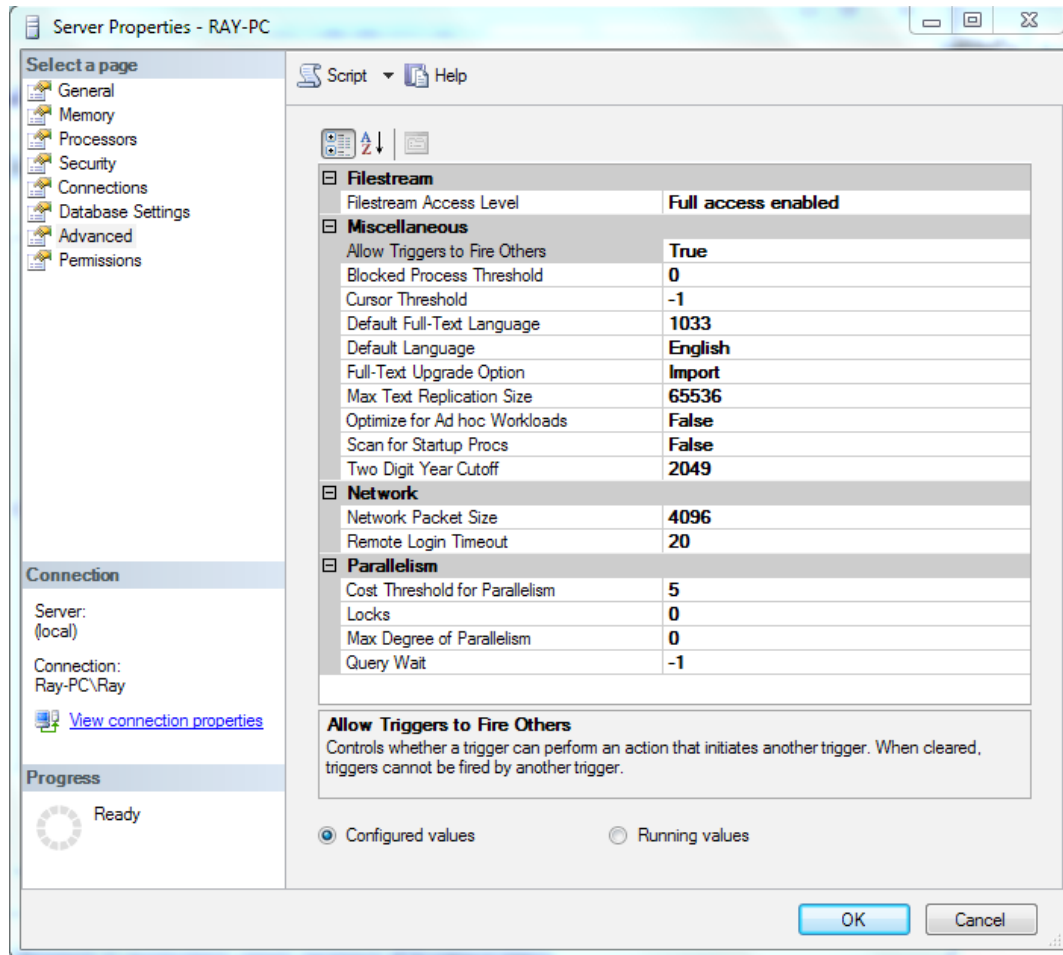 Server Properties - RAY-PC
Select a page
General
Memory
Processors
Security
Connections
Database Settings
Advanced
Permissions
Connection
Server:
(local)
Connection:
Ray-PC\Ray
View connection properties
Progress
Ready
Script Help
Filestream
Filestream Access Level Full access enabled
Miscellaneous
Allow Triggers to Fire Others True
Blocked Process Threshold 0
Cursor Threshold -1
Default Full-Text Language 1033
Default Language English
Full-Text Upgrade Option Import
Max Text Replication Size 65536
Optimize for Ad hoc Workloads False
Scan for Startup Procs False
Two Digit Year Cutoff 2049
Network
Network Packet Size 4096
Remote Login Timeout 20
Parallelism
Cost Threshold for Parallelism 5
Locks 0
Max Degree of Parallelism 0
Query Wait -1
Allow Triggers to Fire Others
Controls whether a trigger can perform an action that initiates another trigger. When cleared,
triggers cannot be fired by another trigger.
Configured values Running values
OK Cancel